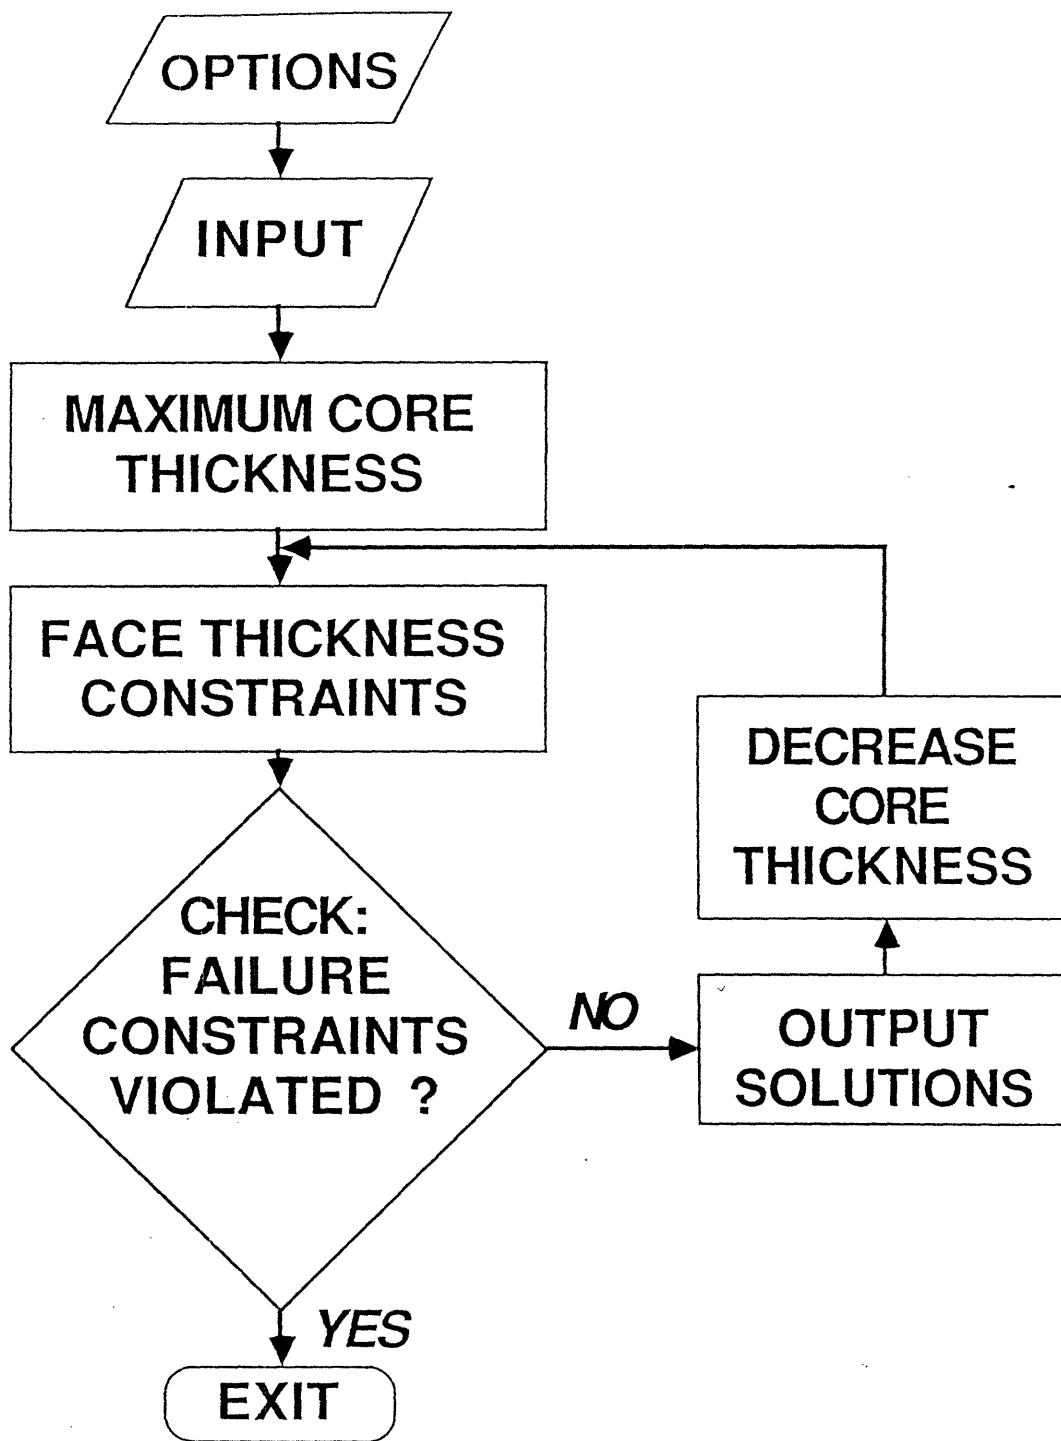 OPTIONS
INPUT
MAXIMUM CORE
THICKNESS
FACE THICKNESS
CONSTRAINTS
CHECK:
FAILURE
CONSTRAINTS
VIOLATED ?
NO
OUTPUT
SOLUTIONS
DECREASE
CORE
THICKNESS
YES
EXIT